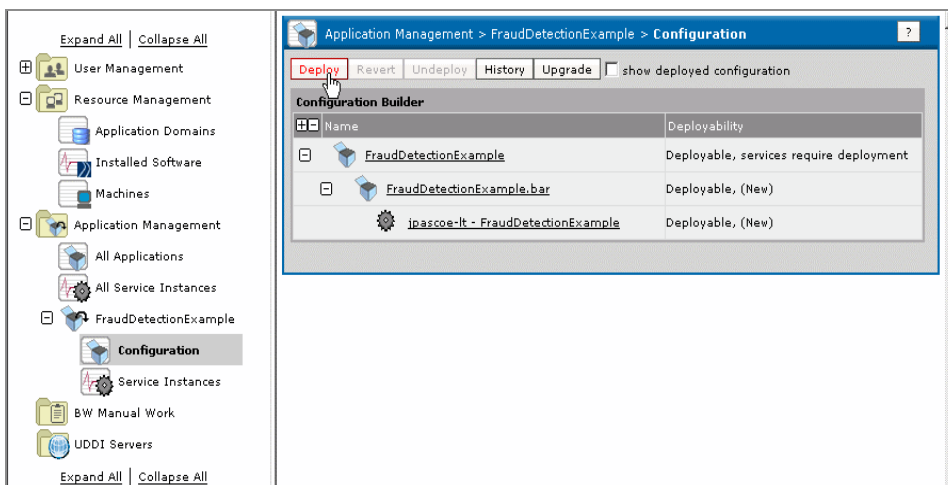 Expand All | Collapse All
User Management
Resource Management
Application Domains
Installed Software
Machines
Application Management
All Applications
All Service Instances
FraudDetectionExample
Configuration
Service Instances
BW Manual Work
UDDI Servers
Expand All | Collapse All
Application Management > FraudDetectionExample > Configuration ?
Deploy Revert Undeploy History Upgrade show deployed configuration
Configuration Builder
Name Deployability
FraudDetectionExample Deployable, services require deployment
FraudDetectionExample.bar Deployable, (New)
jpascoe-lt - FraudDetectionExample Deployable, (New)